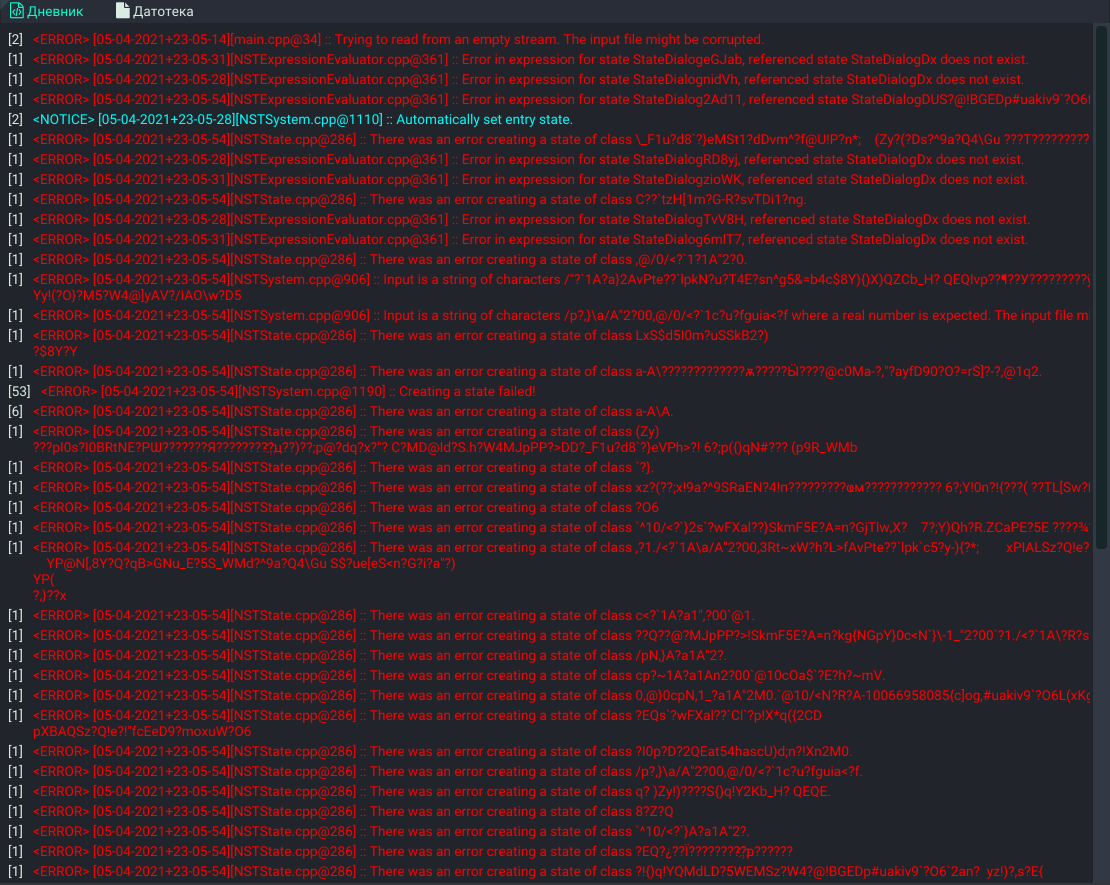 Дневник Датотека
[2] <ERROR> [05-04-2021+23-05-14][main.cpp@34] :: Trying to read from an empty stream. The input file might be corrupted.
[1] <ERROR> [05-04-2021+23-05-31][NSTExpressionEvaluator.cpp@361] :: Error in expression for state StateDialogeGJab, referenced state StateDialogDx does not exist.
[1] <ERROR> [05-04-2021+23-05-28][NSTExpressionEvaluator.cpp@361] :: Error in expression for state StateDialognidVh, referenced state StateDialogDx does not exist.
[1] <ERROR> [05-04-2021+23-05-54][NSTExpressionEvaluator.cpp@361] :: Error in expression for state StateDialog2Ad11, referenced state StateDialogDUS?@!BGEDp#uakiv9`?O6
[2] <NOTICE> [05-04-2021+23-05-28][NSTSystem.cpp@1110] :: Automatically set entry state.
[1] <ERROR> [05-04-2021+23-05-54][NSTState.cpp@286] :: There was an error creating a state of class \_F1u?d8`?}eMSt1?dDvm^?f@U!P?n*; (Zy?(?Ds?^9a?Q4\Gu ???T?????????
[1] <ERROR> [05-04-2021+23-05-28][NSTExpressionEvaluator.cpp@361] :: Error in expression for state StateDialogRD8yj, referenced state StateDialogDx does not exist.
[1] <ERROR> [05-04-2021+23-05-31][NSTExpressionEvaluator.cpp@361] :: Error in expression for state StateDialogzioWK, referenced state StateDialogDx does not exist.
[1] <ERROR> [05-04-2021+23-05-54][NSTState.cpp@286] :: There was an error creating a state of class C??`tzH[1m?G-R?svTDi1?ng.
[1] <ERROR> [05-04-2021+23-05-28][NSTExpressionEvaluator.cpp@361] :: Error in expression for state StateDialogTvV8H, referenced state StateDialogDx does not exist.
[1] <ERROR> [05-04-2021+23-05-31][NSTExpressionEvaluator.cpp@361] :: Error in expression for state StateDialog6mlT7, referenced state StateDialogDx does not exist.
[1] <ERROR> [05-04-2021+23-05-54][NSTState.cpp@286] :: There was an error creating a state of class ,@/0/<?`1?1A"2?0.
[1] <ERROR> [05-04-2021+23-05-54][NSTSystem.cpp@906] :: Input is a string of characters /"?`1A?a}2AvPte??`lpkN?u?T4E?sn^g5&=b4c$8Y){)X)QZCb_H? QEQIvp??¶??Y?????????
Yy!(?O}?M5?W4@]yAV?/IAO\w?D5
[1] <ERROR> [05-04-2021+23-05-54][NSTSystem.cpp@906] :: Input is a string of characters /p?,}\a/A"2?00,@/0/<?`1c?u?fguia<?f where a real number is expected. The input file m
[1] <ERROR> [05-04-2021+23-05-54][NSTState.cpp@286] :: There was an error creating a state of class LxS$d5I0m?uSSkB2?)
?$8Y?Y
[1] <ERROR> [05-04-2021+23-05-54][NSTState.cpp@286] :: There was an error creating a state of class a-A\?????????????ѫ?????Ы????@c0Ma-?,"?ayfD90?O?=rS]?-?,@1q2.
[53] <ERROR> [05-04-2021+23-05-54][NSTSystem.cpp@1190] :: Creating a state failed!
[6] <ERROR> [05-04-2021+23-05-54][NSTState.cpp@286] :: There was an error creating a state of class a-A\A.
[1] <ERROR> [05-04-2021+23-05-54][NSTState.cpp@286] :: There was an error creating a state of class (Zy)
C?MD@ld?S.h?W4MJpPP?>DD?_F1u?d8`?}eVPh>?! 6?;p(()qN#??? (p9R_WMb
[1] <ERROR> [05-04-2021+23-05-54][NSTState.cpp@286] :: There was an error creating a state of class `?}.
[1] <ERROR> [05-04-2021+23-05-54][NSTState.cpp@286] :: There was an error creating a state of class 6?;Y!0n?!{???( ??TL[Sw?
[1] <ERROR> [05-04-2021+23-05-54][NSTState.cpp@286] :: There was an error creating a state of class ?O6
[1] <ERROR> [05-04-2021+23-05-54][NSTState.cpp@286] :: There was an error creating a state of class `^10/<?`)2s`?wFXal??}SkmF5E?A=n?GjTlw,X? 7?;Y)Qh?R.ZCaPE?5E ????¾
[1] <ERROR> [05-04-2021+23-05-54][NSTState.cpp@286] :: There was an error creating a state of class ,?1./<?`1A\a/A"2?00,3Rt~xW?h?L>fAvPte??`lpk`c5?y-){?*; xPIALSz?Q!e?
YP@N[,8Y?Q?qB>GNu_E?5S_WMd?^9a?Q4\Gu S$?ue[eS<n?G?i?a"?)
YP(
?,}??x
[1] <ERROR> [05-04-2021+23-05-54][NSTState.cpp@286] :: There was an error creating a state of class c<?`1A?a1",?00`@1.
[1] <ERROR> [05-04-2021+23-05-54][NSTState.cpp@286] :: There was an error creating a state of class ??Q??@?MJpPP?>!SkmF5E?A=n?kg{NGpY}0c<N`}\-1_"2?00`?1./<?`1A\?R?s
[1] <ERROR> [05-04-2021+23-05-54][NSTState.cpp@286] :: There was an error creating a state of class /pN,}A?a1A"2?.
[1] <ERROR> [05-04-2021+23-05-54][NSTState.cpp@286] :: There was an error creating a state of class cp?~1A?a1An2?00`@10cOa$`?E?h?~mV.
[1] <ERROR> [05-04-2021+23-05-54][NSTState.cpp@286] :: There was an error creating a state of class 0,@)0cpN,1_?a1A"2M0.`@10/<N?R?A-10066958085(c]og,#uakiv9`?O6L(xK
[1] <ERROR> [05-04-2021+23-05-54][NSTState.cpp@286] :: There was an error creating a state of class ?EQs`?wFXal??`Cl`?p!X*q({2CD
pXBAQSz?Q!e?!"fcEeD9?moxuW?O6
[1] <ERROR> [05-04-2021+23-05-54][NSTState.cpp@286] :: There was an error creating a state of class ?I0p?D?2QEat54hascU)d;n?!Xn2M0.
[1] <ERROR> [05-04-2021+23-05-54][NSTState.cpp@286] :: There was an error creating a state of class /p?,}\a/A"2?00,@/0/<?`1c?u?fguia<?f.
[1] <ERROR> [05-04-2021+23-05-54][NSTState.cpp@286] :: There was an error creating a state of class q? )Zy!)????S{)q!Y2Kb_H? QEQE.
[1] <ERROR> [05-04-2021+23-05-54][NSTState.cpp@286] :: There was an error creating a state of class 8?Z?Q
[1] <ERROR> [05-04-2021+23-05-54][NSTState.cpp@286] :: There was an error creating a state of class `^10/<?`)A?a1A"2?.
[1] <ERROR> [05-04-2021+23-05-54][NSTState.cpp@286] :: There was an error creating a state of class
[1] <ERROR> [05-04-2021+23-05-54][NSTState.cpp@286] :: There was an error creating a state of class ?!{)q!YQMdLD?5WEMSz?W4?@!BGEDp#uakiv9`?O6`2an? yz!)?,s?E{